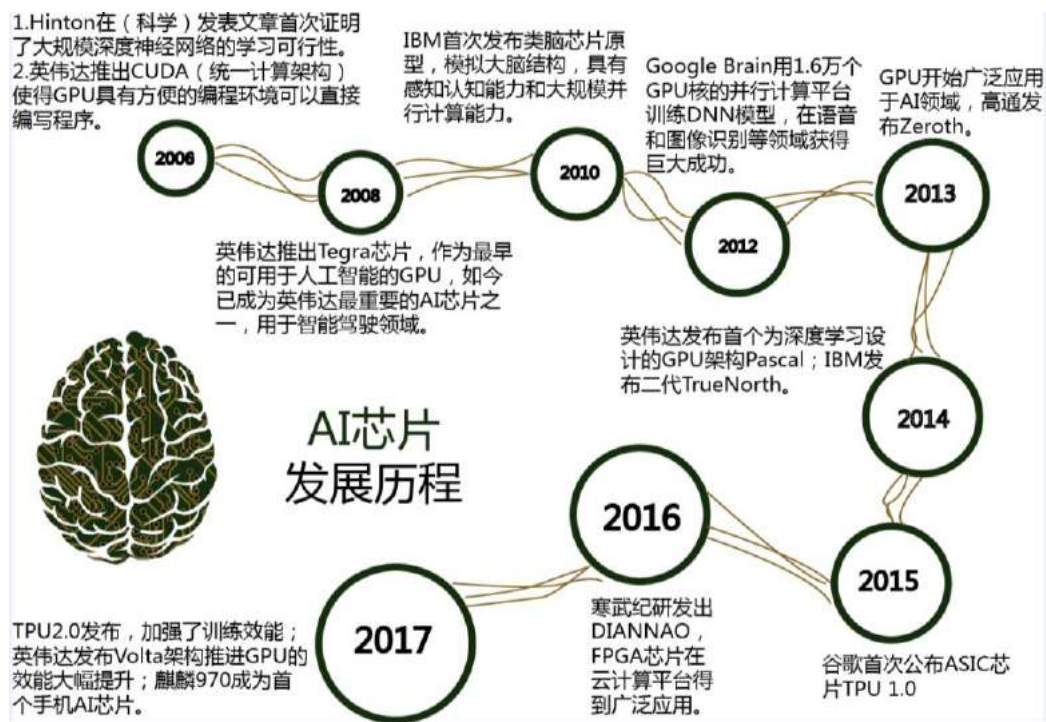 1.Hinton在（科学）发表文章首次证明
了大规模深度神经网络的学习可行性。
2.英伟达推出CUDA（统一计算架构）
使得GPU具有方便的编程环境可以直接
编写程序。
2006
英伟达推出Tegra芯片，作为最早
的可用于人工智能的GPU，如今
已成为英伟达最重要的AI芯片之
一，用于智能驾驶领域。
2008
IBM首次发布类脑芯片原
型，模拟大脑结构，具有
感知认知能力和大规模并
行计算能力。
2010
Google Brain用1.6万个
GPU核的并行计算平台
训练DNN模型，在语音
和图像识别等领域获得
巨大成功。
2012
GPU开始广泛应用
于AI领域，高通发
布Zeroth。
2013
英伟达发布首个为深度学习设
计的GPU架构Pascal；IBM发
布二代TrueNorth。
2014
2015
谷歌首次公布ASIC芯
片TPU 1.0
2016
寒武纪研发出
DIANNAO，
FPGA芯片在
云计算平台得
到广泛应用。
2017
TPU2.0发布，加强了训练效能；
英伟达发布Volta架构推进GPU的
效能大幅提升；麒麟970成为首
个手机AI芯片。
AI芯片
发展历程